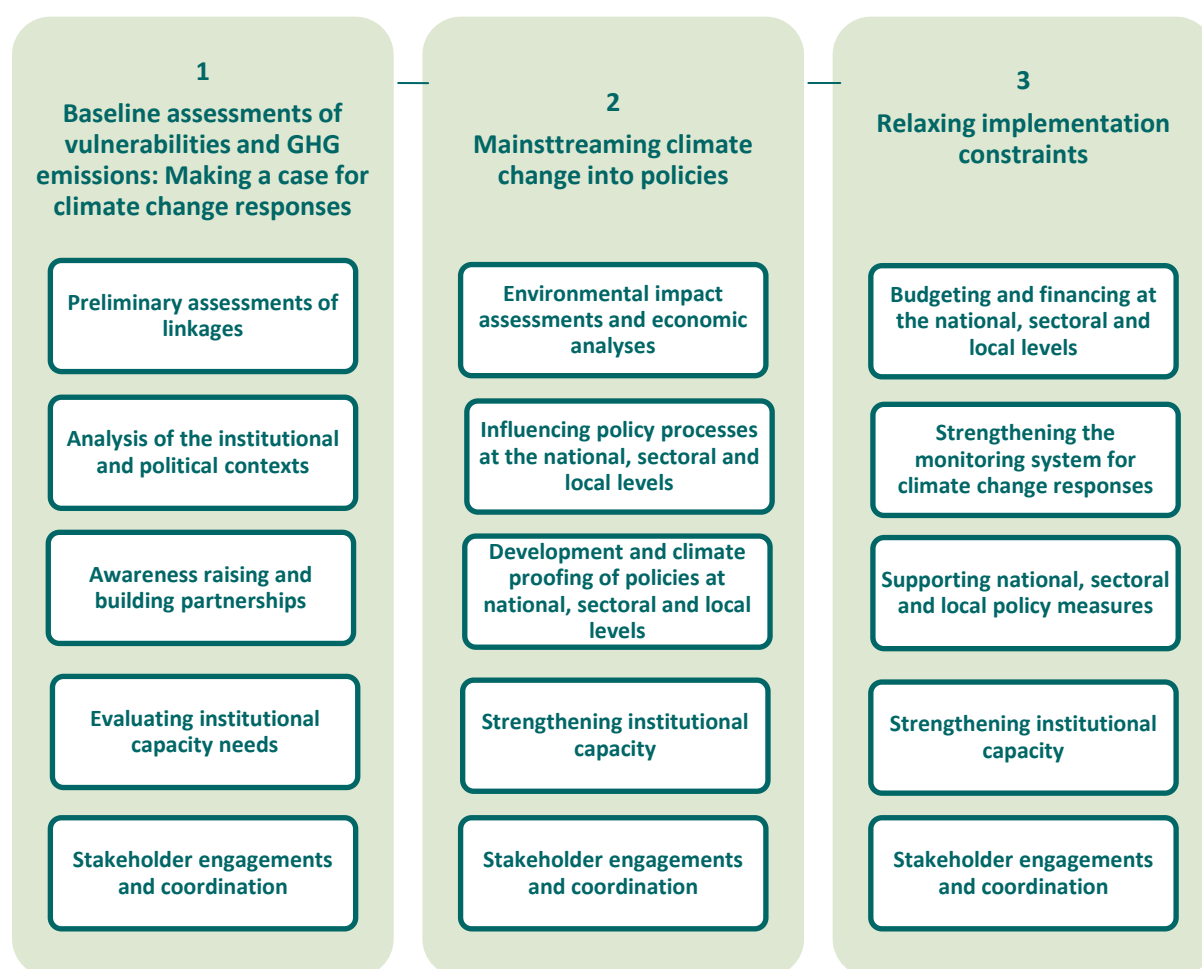 1
Baseline assessments of
vulnerabilities and GHG
emissions: Making a case for
climate change responses
Preliminary assessments of
linkages
Analysis of the institutional
and political contexts
Awareness raising and
building partnerships
Evaluating institutional
capacity needs
Stakeholder engagements
and coordination
2
Mainsttreaming climate
change into policies
Environmental impact
assessments and economic
analyses
Influencing policy processes
at the national, sectoral and
local levels
Development and climate
proofing of policies at
national, sectoral and local
levels
Strengthening institutional
capacity
Stakeholder engagements
and coordination
3
Relaxing implementation
constraints
Budgeting and financing at
the national, sectoral and
local levels
Strengthening the
monitoring system for
climate change responses
Supporting national, sectoral
and local policy measures
Strengthening institutional
capacity
Stakeholder engagements
and coordination